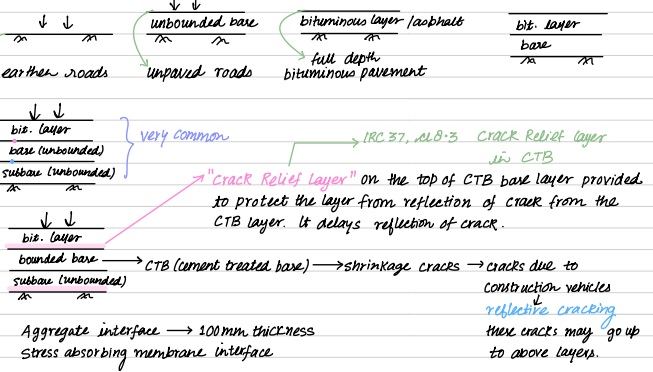 unbounded base
bituminous layer /asphalt
bit. layer
base
earthen roads
unpaved roads
full depth
bituminous pavement
bit. layer
base (unbounded)
subbase (unbounded)
very common
IRC 37, cl 8.3 Crack Relief layer
in CTB
"Crack Relief Layer" on the top of CTB base layer provided
to protect the layer from reflection of crack from the
CTB layer. It delays reflection of crack.
bit. layer
bounded base
subbase (unbounded)
CTB (cement treated base) → shrinkage cracks → cracks due to
construction vehicles
reflective cracking
these cracks may go up
to above layers.
Aggregate interface → 100mm thickness
Stress absorbing membrane interface